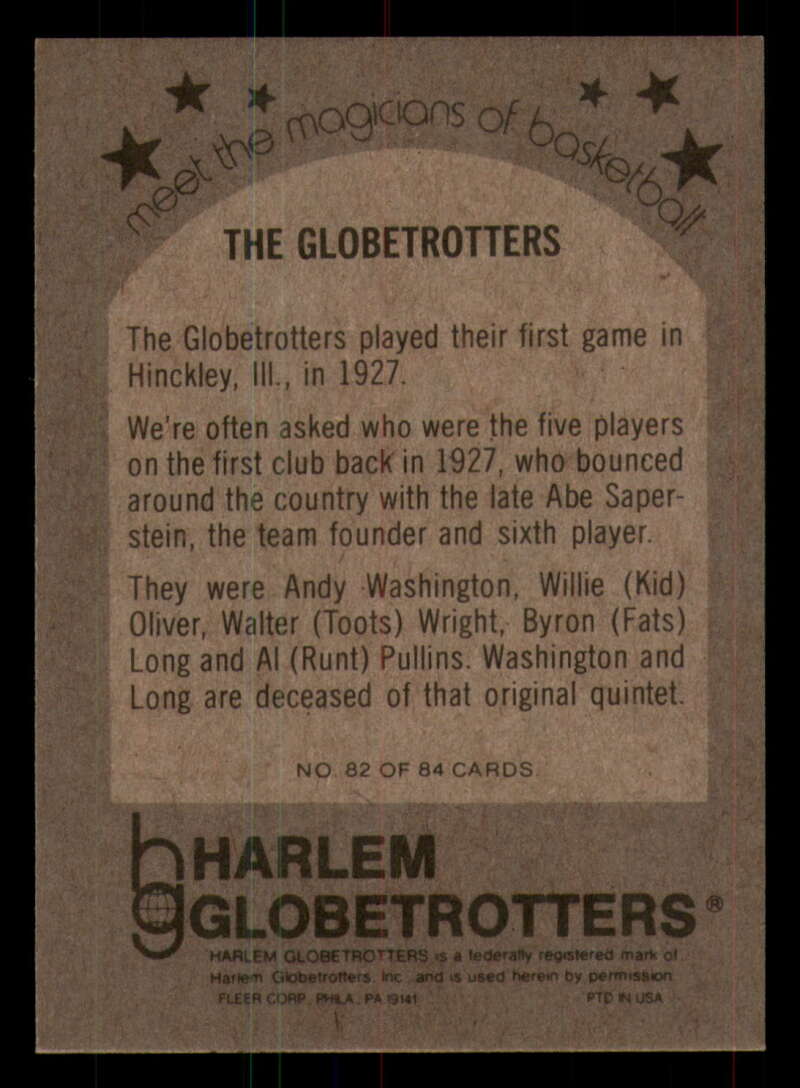 meet the magicians of basketball
THE GLOBETROTTERS
The Globetrotters played their first game in
Hinckley, Ill., in 1927.
We're often asked who were the five players
on the first club back in 1927, who bounced
around the country with the late Abe Saper-
stein, the team founder and sixth player.
They were Andy Washington, Willie (Kid)
Oliver, Walter (Toots) Wright, Byron (Fats)
Long and Al (Runt) Pullins. Washington and
Long are deceased of that original quintet.
NO. 82 OF 84 CARDS
hg HARLEM
GLOBETROTTERS®
HARLEM GLOBETROTTERS is a federally registered mark of
Harlem Globetrotters, Inc. and is used herein by permission
FLEER CORP., PHILA., PA 19141 PTD IN USA